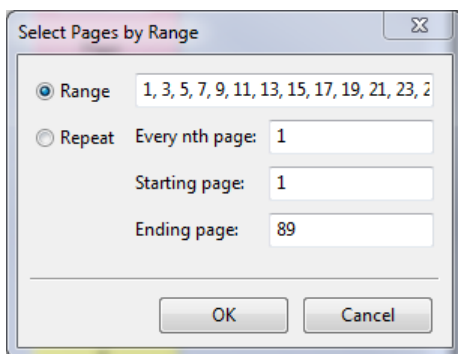 Select Pages by Range
Range 1, 3, 5, 7, 9, 11, 13, 15, 17, 19, 21, 23, 2
Repeat Every nth page: 1
Starting page: 1
Ending page: 89
OK Cancel